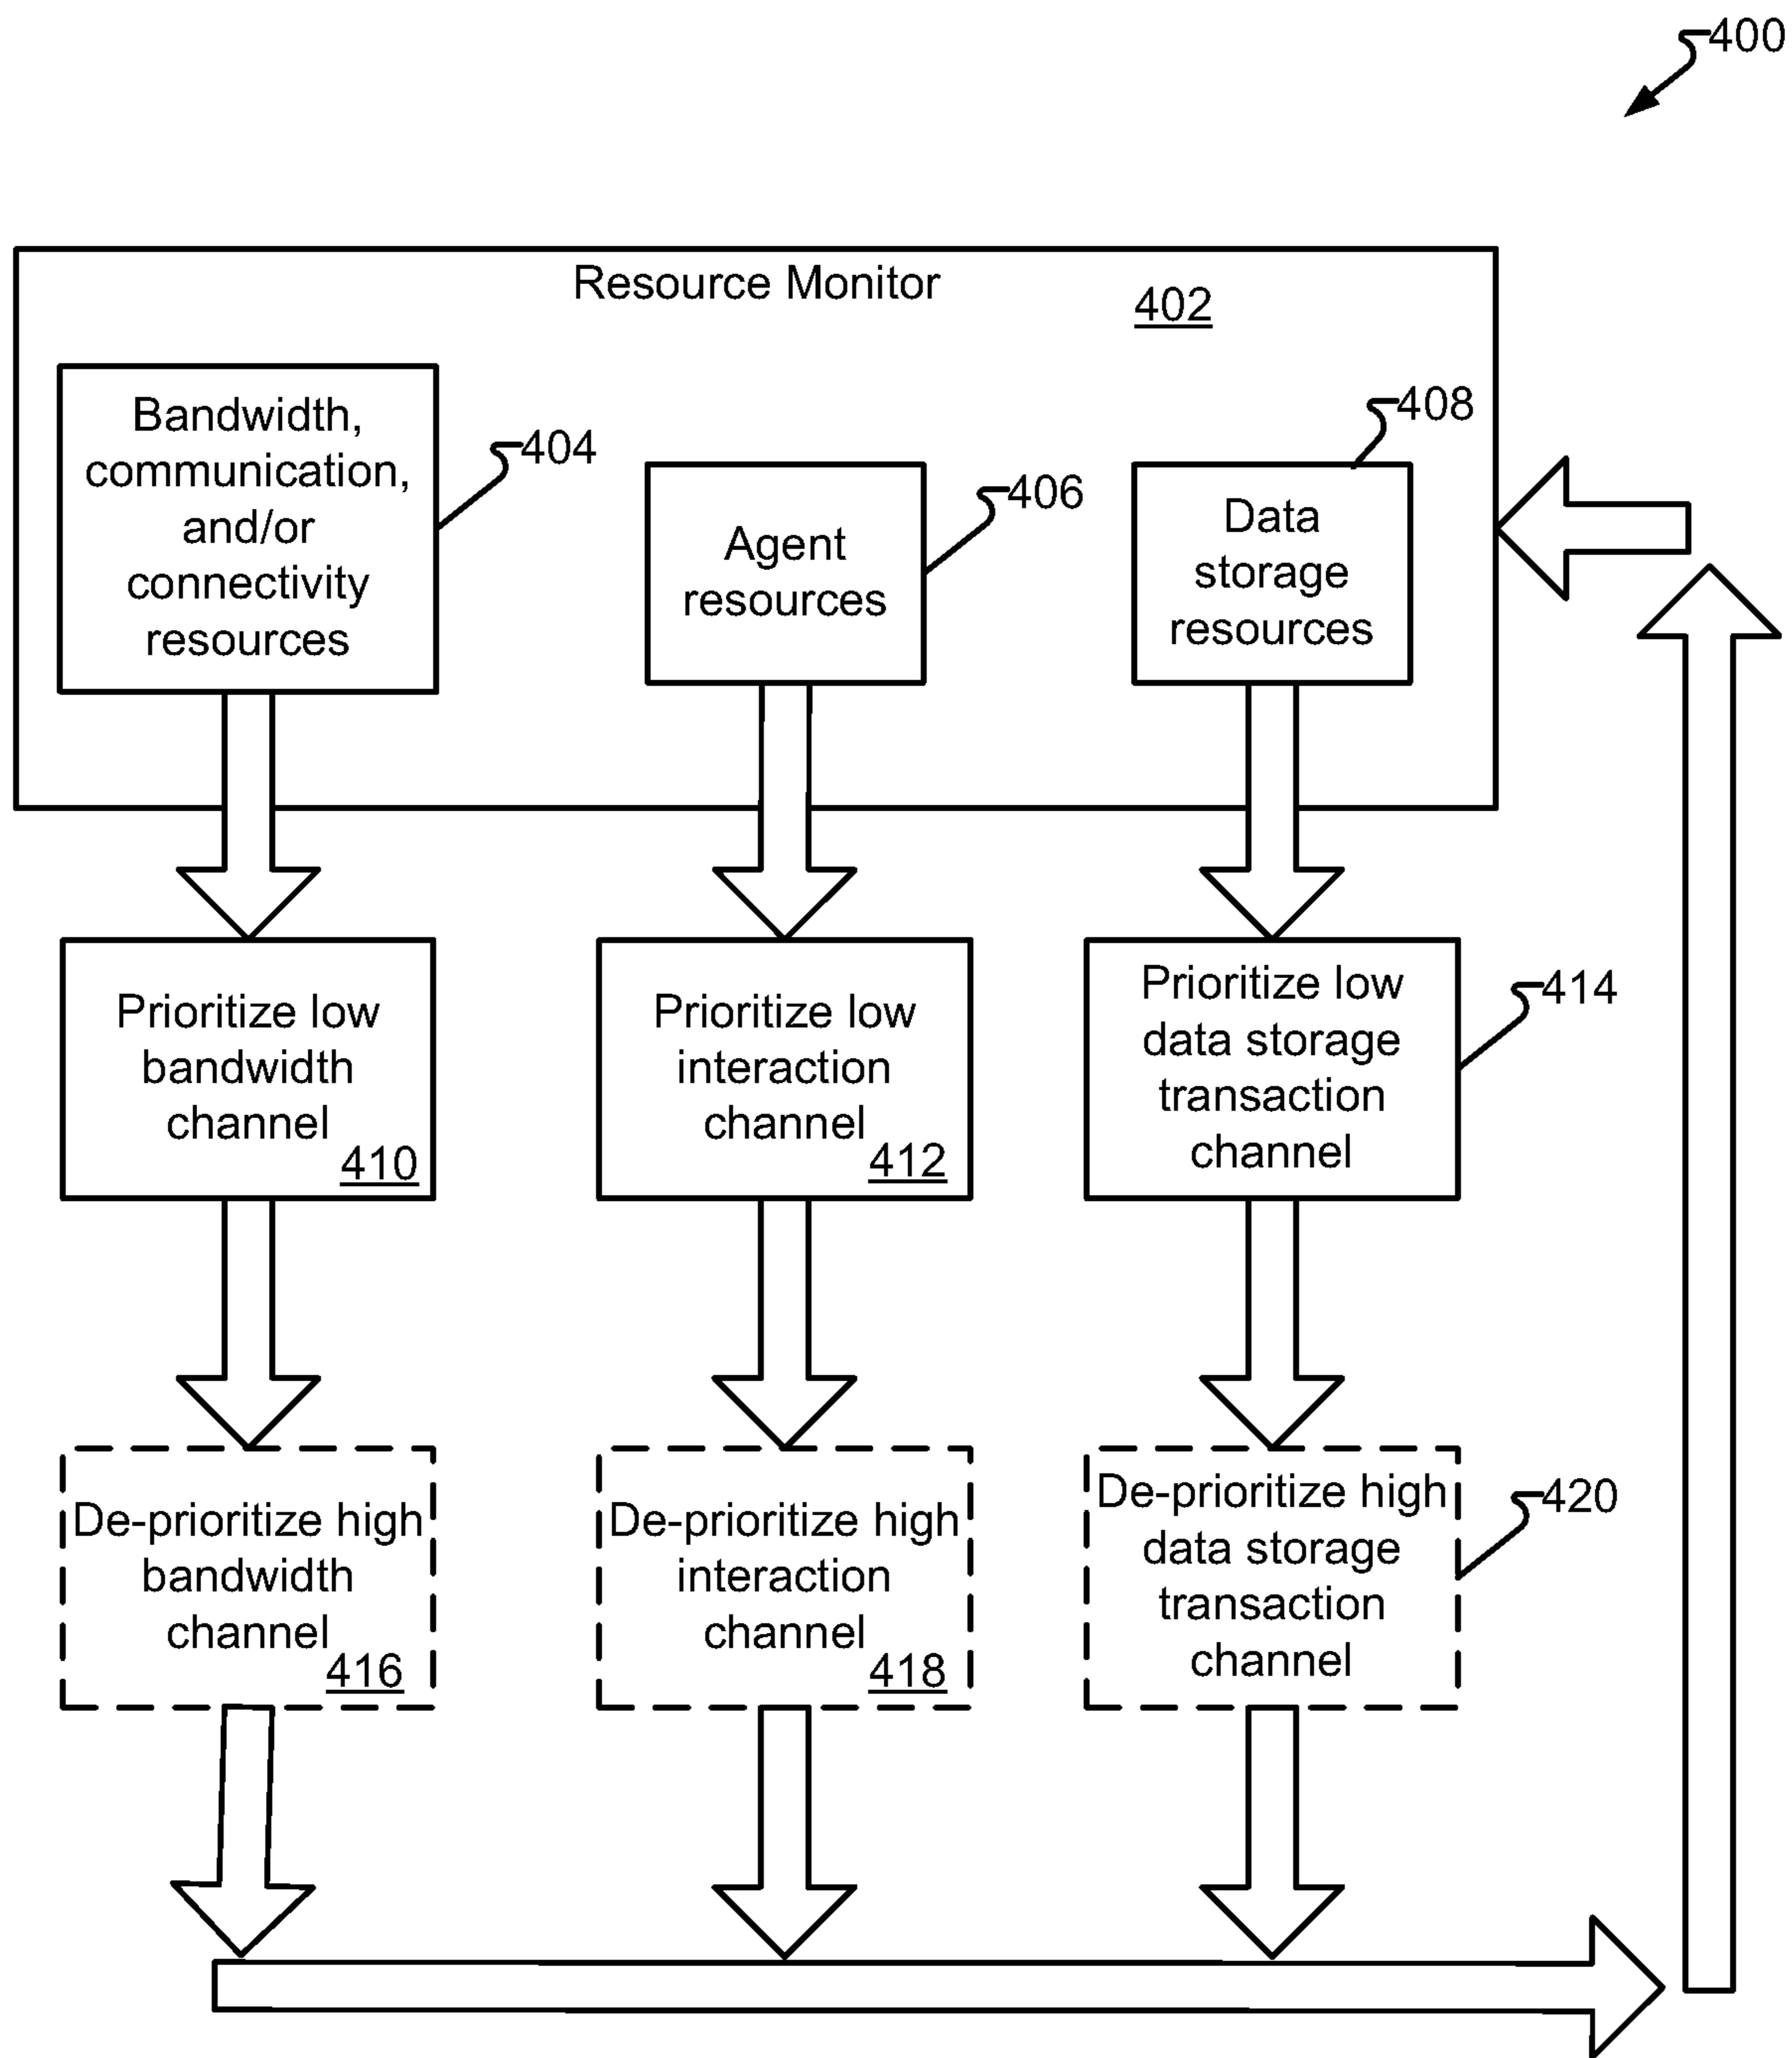 400
Resource Monitor
402
Bandwidth,
communication,
and/or
connectivity
resources
404
Agent
resources
406
Data
storage
resources
408
Prioritize low
bandwidth
channel
410
Prioritize low
interaction
channel
412
Prioritize low
data storage
transaction
channel
414
De-prioritize high
bandwidth
channel
416
De-prioritize high
interaction
channel
418
De-prioritize high
data storage
transaction
channel
420